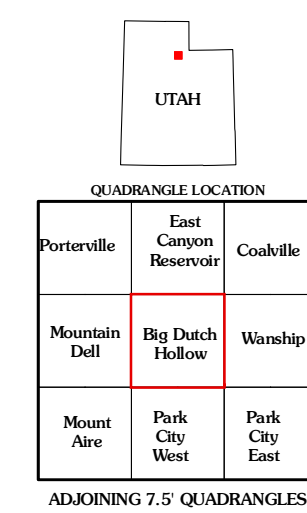 UTAH
QUADRANGLE LOCATION
Porterville
East
Canyon
Reservoir
Coalville
Mountain
Dell
Big Dutch
Hollow
Wanship
Mount
Aire
Park
City
West
Park
City
East
ADJOINING 7.5' QUADRANGLES